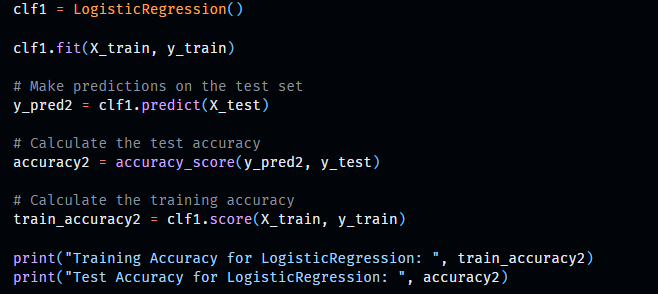 clf1 = LogisticRegression()
clf1.fit(X_train, y_train)
# Make predictions on the test set
y_pred2 = clf1.predict(X_test)
# Calculate the test accuracy
accuracy2 = accuracy_score(y_pred2, y_test)
# Calculate the training accuracy
train_accuracy2 = clf1.score(X_train, y_train)
print("Training Accuracy for LogisticRegression: ", train_accuracy2)
print("Test Accuracy for LogisticRegression: ", accuracy2)